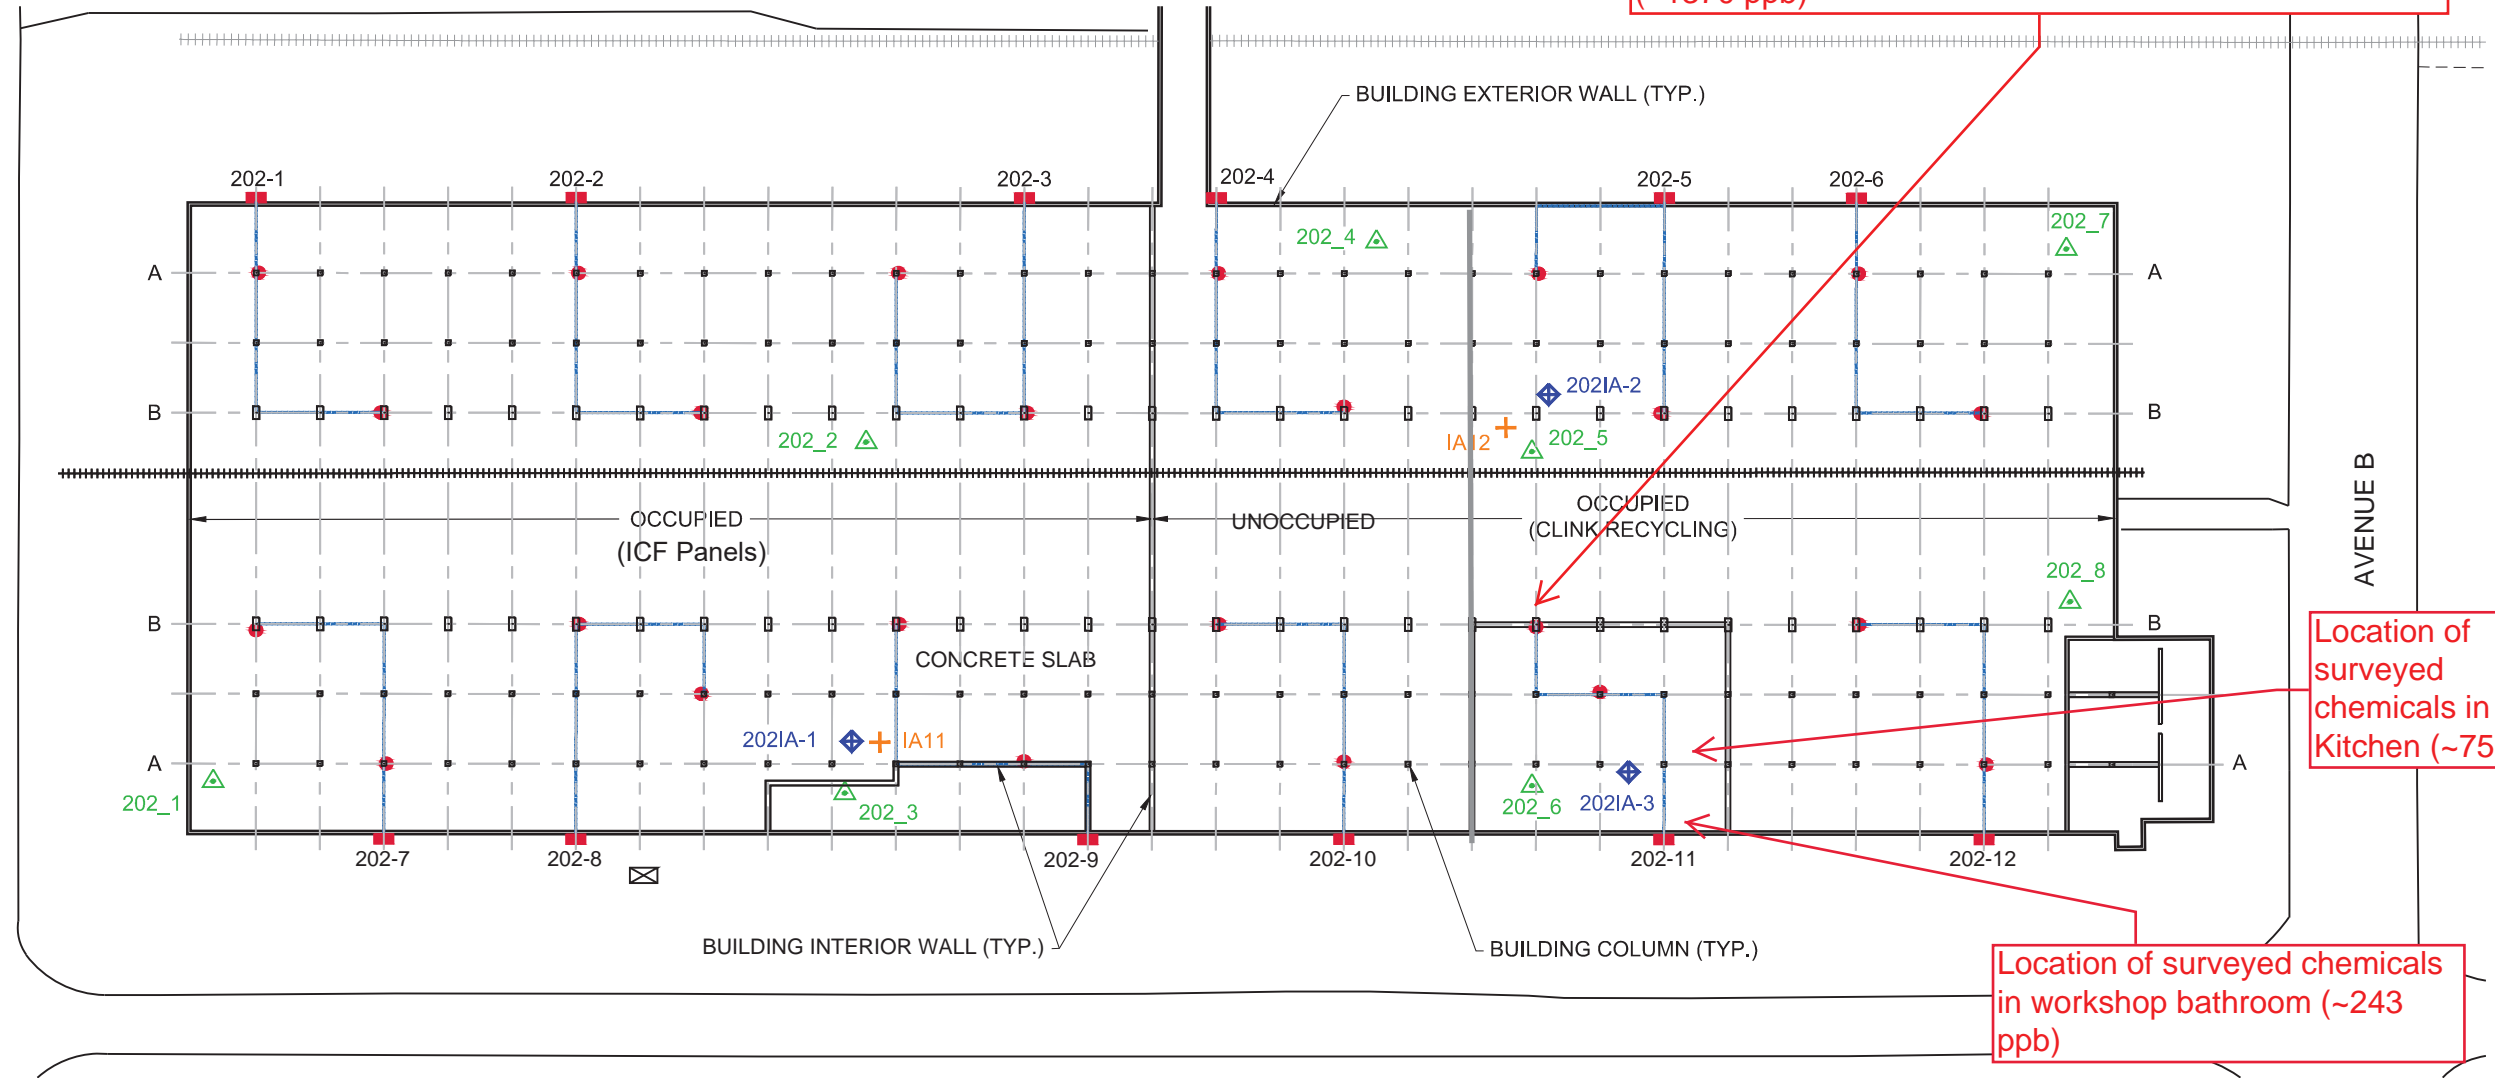 BUILDING EXTERIOR WALL (TYP.)
202-1
202-2
202-3
202-4
202-5
202-6
202_4
202_7
A
A
202IA-2
B
B
202_2
IA12
202_5
AVENUE B
OCCUPIED
(ICF Panels)
UNOCCUPIED
OCCUPIED
(CLINK RECYCLING)
202_8
B
B
CONCRETE SLAB
Location of
surveyed
chemicals in
Kitchen (~75
202IA-1
IA11
A
A
202_1
202_3
202_6
202IA-3
202-7
202-8
202-9
202-10
202-11
202-12
BUILDING INTERIOR WALL (TYP.)
BUILDING COLUMN (TYP.)
Location of surveyed chemicals
in workshop bathroom (~243
ppb)